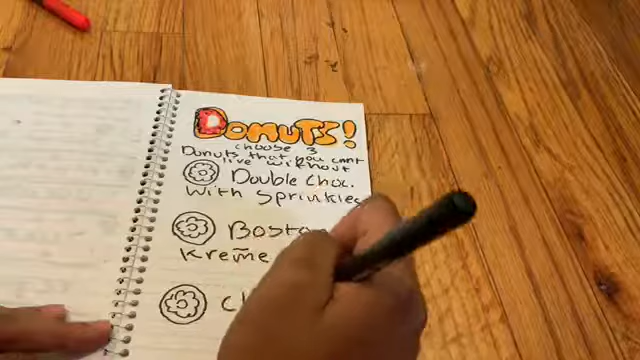 DONUTS!
choose 3
Donuts that you cant
live without
Double Choc.
with Sprinkles
Bosto
Kreme